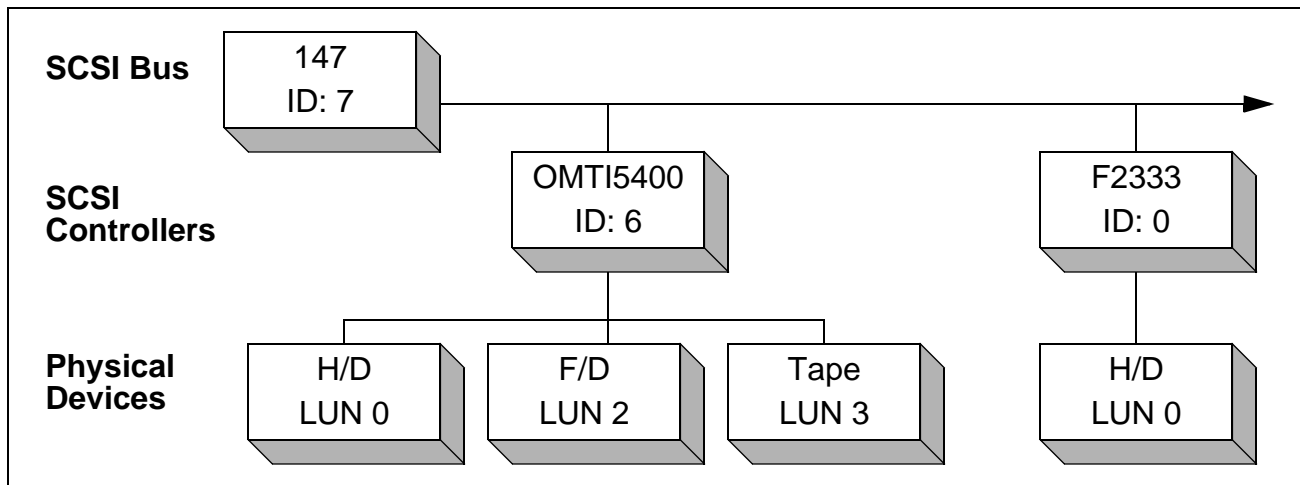 SCSI Bus
147
ID: 7
SCSI
Controllers
OMTI5400
ID: 6
F2333
ID: 0
Physical
Devices
H/D
LUN 0
F/D
LUN 2
Tape
LUN 3
H/D
LUN 0